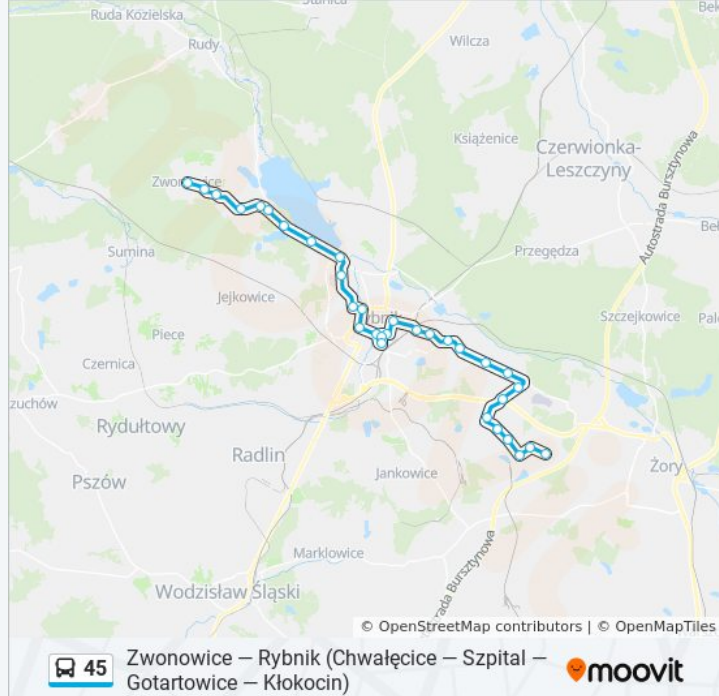 Stanica
Bełk
Ruda Kozielska
Rudy
Wilcza
Książenice
Czerwionka-
Leszczyny
Autostrada Bursztynowa
Zwonowice
Sumina
Przegędza
Jejkowice
Rybnik
Szczejkowice
Piece
Czernica
Rydułtowy
Radlin
Żory
Pszów
Jankowice
Marklowice
Autostrada Bursztynowa
Wodzisław Śląski
© OpenStreetMap contributors | © OpenMapTiles
45
Zwonowice — Rybnik (Chwałęcice — Szpital —
Gotartowice — Kłokocin)
moovit